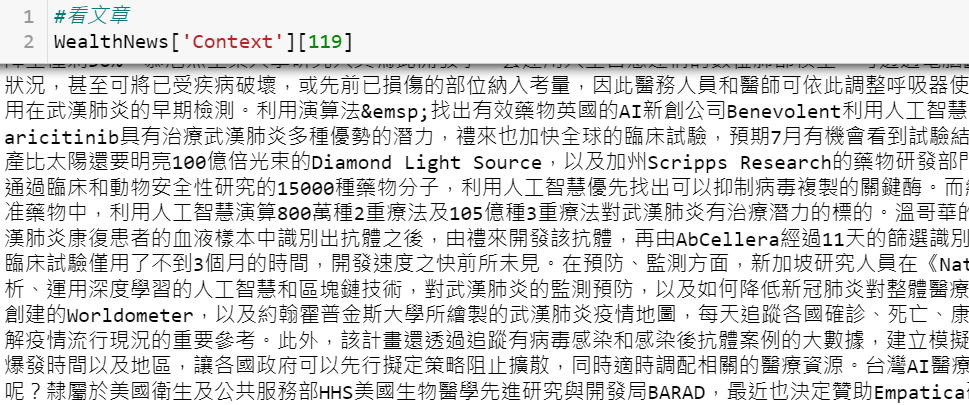 1 #看文章
2 WealthNews['Context'][119]
狀況，甚至可將已受疾病破壞，或先前已損傷的部位納入考量，因此醫務人員和醫師可依此調整呼吸器使
用在武漢肺炎的早期檢測。利用演算法&emsp;找出有效藥物英國的AI新創公司Benevolent利用人工智慧
aricitinib具有治療武漢肺炎多種優勢的潛力，禮來也加快全球的臨床試驗，預期7月有機會看到試驗結
產比太陽還要明亮100億倍光束的Diamond Light Source，以及加州Scripps Research的藥物研發部門
通過臨床和動物安全性研究的15000種藥物分子，利用人工智慧優先找出可以抑制病毒複製的關鍵酶。而
准藥物中，利用人工智慧演算800萬種2重療法及105億種3重療法對武漢肺炎有治療潛力的標的。溫哥華的
漢肺炎康復患者的血液樣本中識別出抗體之後，由禮來開發該抗體，再由AbCellera經過11天的篩選識別
臨床試驗僅用了不到3個月的時間，開發速度之快前所未見。在預防、監測方面，新加坡研究人員在《Nat
析、運用深度學習的人工智慧和區塊鏈技術，對武漢肺炎的監測預防，以及如何降低新冠肺炎對整體醫療
創建的Worldometer，以及約翰霍普金斯大學所繪製的武漢肺炎疫情地圖，每天追蹤各國確診、死亡、康
解疫情流行現況的重要參考。此外，該計畫還透過追蹤有病毒感染和感染後抗體案例的大數據，建立模擬
爆發時間以及地區，讓各國政府可以先行擬定策略阻止擴散，同時適時調配相關的醫療資源。台灣AI醫療
呢？隸屬於美國衛生及公共服務部HHS美國生物醫學先進研究與開發局BARAD，最近也決定贊助Empatica